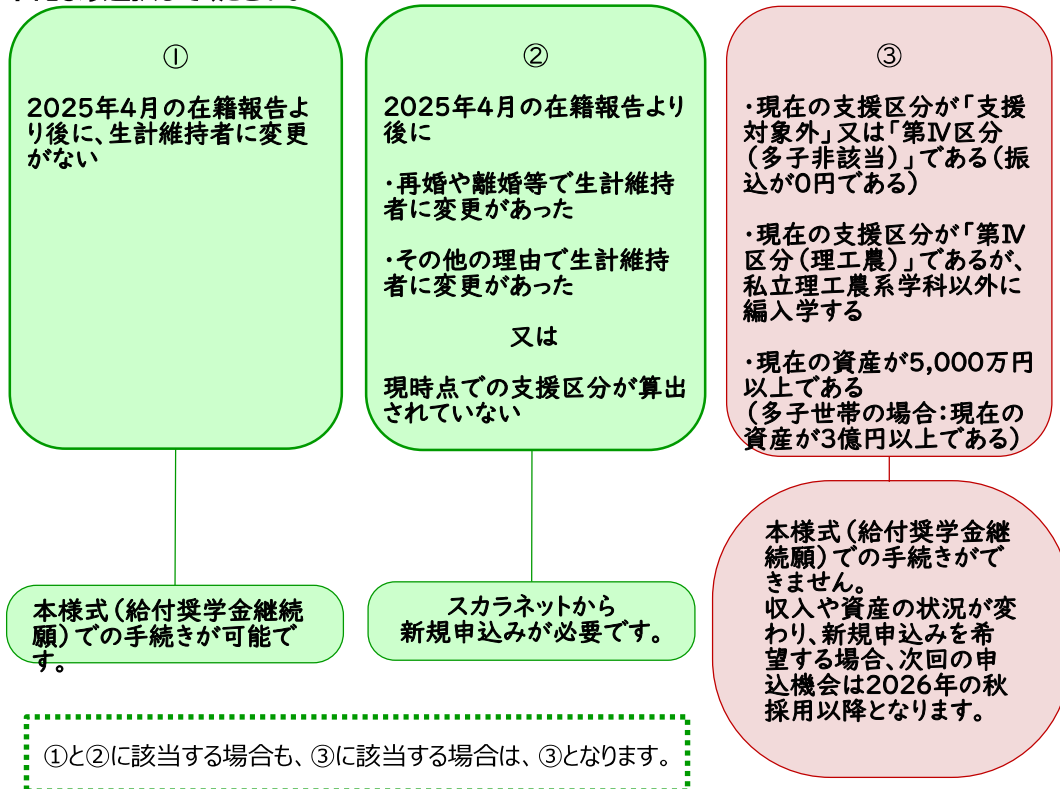 ①
2025年4月の在籍報告よ
り後に、生計維持者に変更
がない
②
2025年4月の在籍報告より
後に
・再婚や離婚等で生計維持
者に変更があった
・その他の理由で生計維持
者に変更があった
又は
現時点での支援区分が算出
されていない
③
・現在の支援区分が「支援
対象外」又は「第Ⅳ区分
(多子非該当)」である(振
込が0円である)
・現在の支援区分が「第Ⅳ
区分(理工農)」であるが、
私立理工農系学科以外に
編入学する
・現在の資産が5,000万円
以上である
(多子世帯の場合:現在の
資産が3億円以上である)
本様式(給付奨学金継続
願)での手続きが可能で
す。
スカラネットから
新規申込みが必要です。
本様式(給付奨学金継
続願)での手続きがで
きません。
収入や資産の状況が変
わり、新規申込みを希
望する場合、次回の申
込機会は2026年の秋
採用以降となります。
①と②に該当する場合も、③に該当する場合は、③となります。